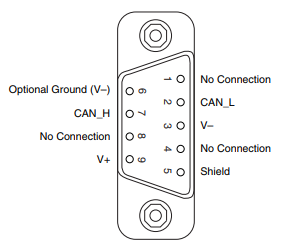 Optional Ground (V–)
CAN_H
No Connection
V+
6
7
8
9
1
2
3
4
5
No Connection
CAN_L
V–
No Connection
Shield